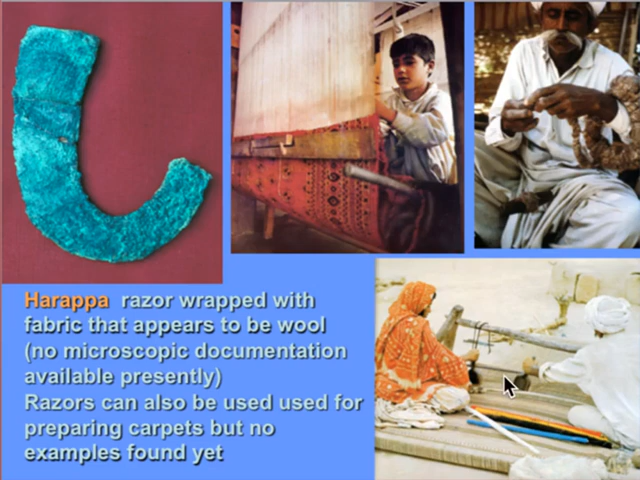 Harappa razor wrapped with
fabric that appears to be wool
(no microscopic documentation
available presently)
Razors can also be used used for
preparing carpets but no
examples found yet